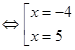 ⇔ [ x = −4
x = 5